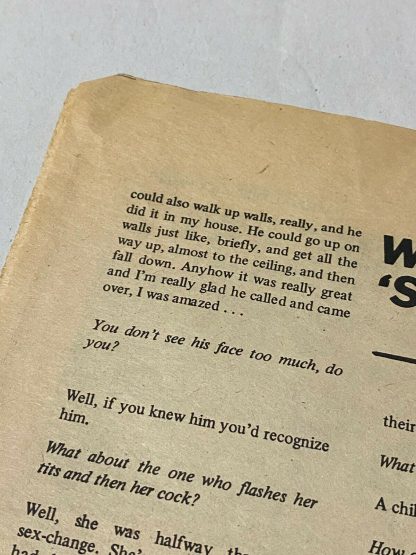 could also walk up walls, really, and he
did it in my house. He could go up on
walls just like, briefly, and get all the
way up, almost to the ceiling, and then
fall down. Anyhow it was really great
and I'm really glad he called and came
over, I was amazed . . .
You don't see his face too much, do
you?
Well, if you knew him you'd recognize
him.
What about the one who flashes her
tits and then her cock?
Well, she was halfway
sex-change. She'
had
W
'S
their
What
A chil
How